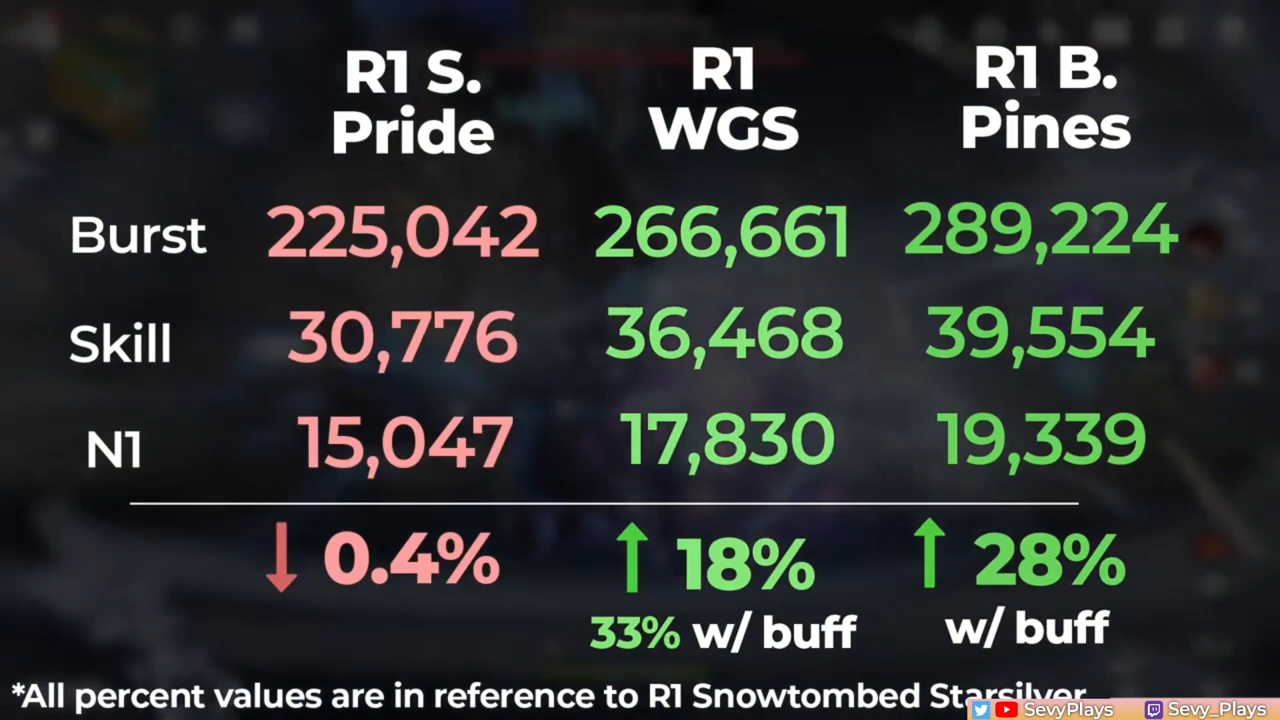 R1 S. Pride
R1 WGS
R1 B. Pines
Burst 225,042 266,661 289,224
Skill 30,776 36,468 39,554
N1 15,047 17,830 19,339
↓ 0.4% ↑ 18% ↑ 28%
33% w/ buff w/ buff
*All percent values are in reference to R1 Snowtombed Starsilver
SevyPlays Sevy_Plays